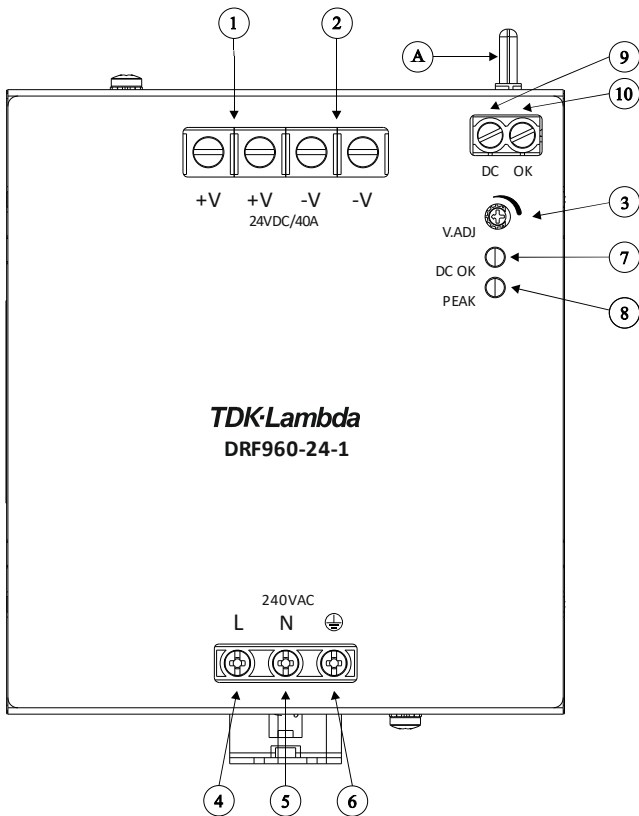 1 2
A 9
10
DC OK
+V +V -V -V
24VDC/40A
3
V.ADJ
7
DC OK
8
PEAK
TDK·Lambda
DRF960-24-1
240VAC
L N
4 5 6